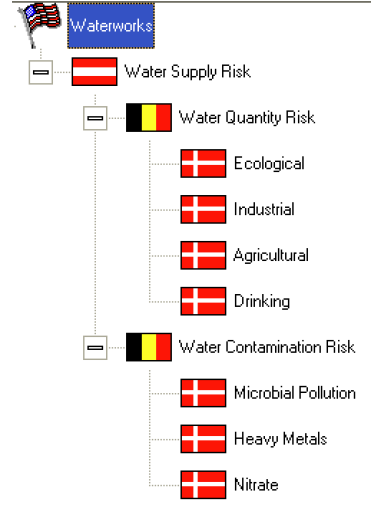 Waterworks
Water Supply Risk
Water Quantity Risk
Ecological
Industrial
Agricultural
Drinking
Water Contamination Risk
Microbial Pollution
Heavy Metals
Nitrate